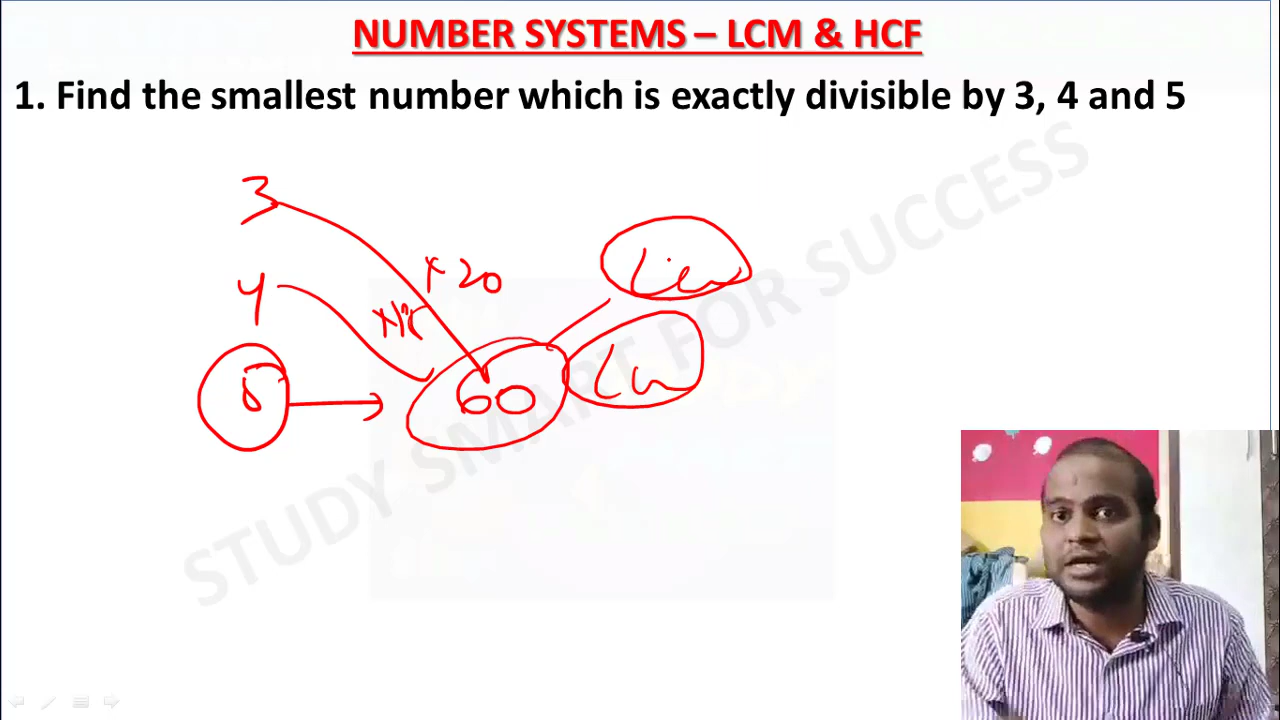 NUMBER SYSTEMS – LCM & HCF
1. Find the smallest number which is exactly divisible by 3, 4 and 5
3
×20
4
5
60
STUDY SMART FOR SUCCESS